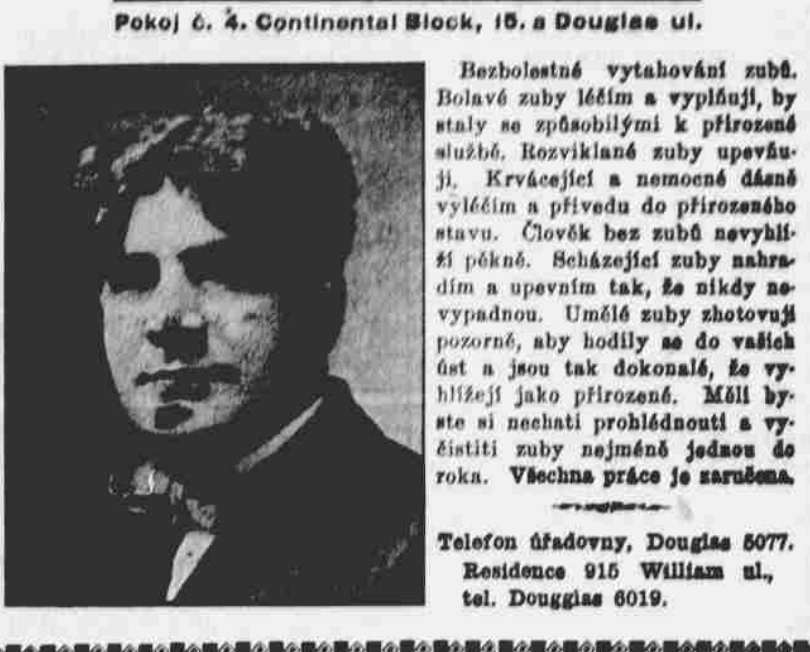 Pokoj č. 4. Continental Block, 15. a Douglas ul.
Bezbolestné vytahování zubů.
Bolavé zuby léčím a vyplňuji, by
staly se způsobilými k přirozené
službě. Rozviklané zuby upevňu-
ji. Krvácející a nemocné dásně
vyléčím a přivedu do přirozeného
stavu. Člověk bez zubů nevyhlí-
ží pěkně. Scházející zuby nahra-
dím a upevním tak, že nikdy ne-
vypadnou. Umělé zuby zhotovuji
pozorně, aby hodily se do vašich
úst a jsou tak dokonalé, že vy-
hlížejí jako přirozené. Měli by-
ste si nechati prohlédnouti a vy-
čistiti zuby nejméně jednou do
roka. Všechna práce je zaručena.
Telefon úřadovny, Douglas 5077.
Residence 915 William ul.,
tel. Dougglas 6019.